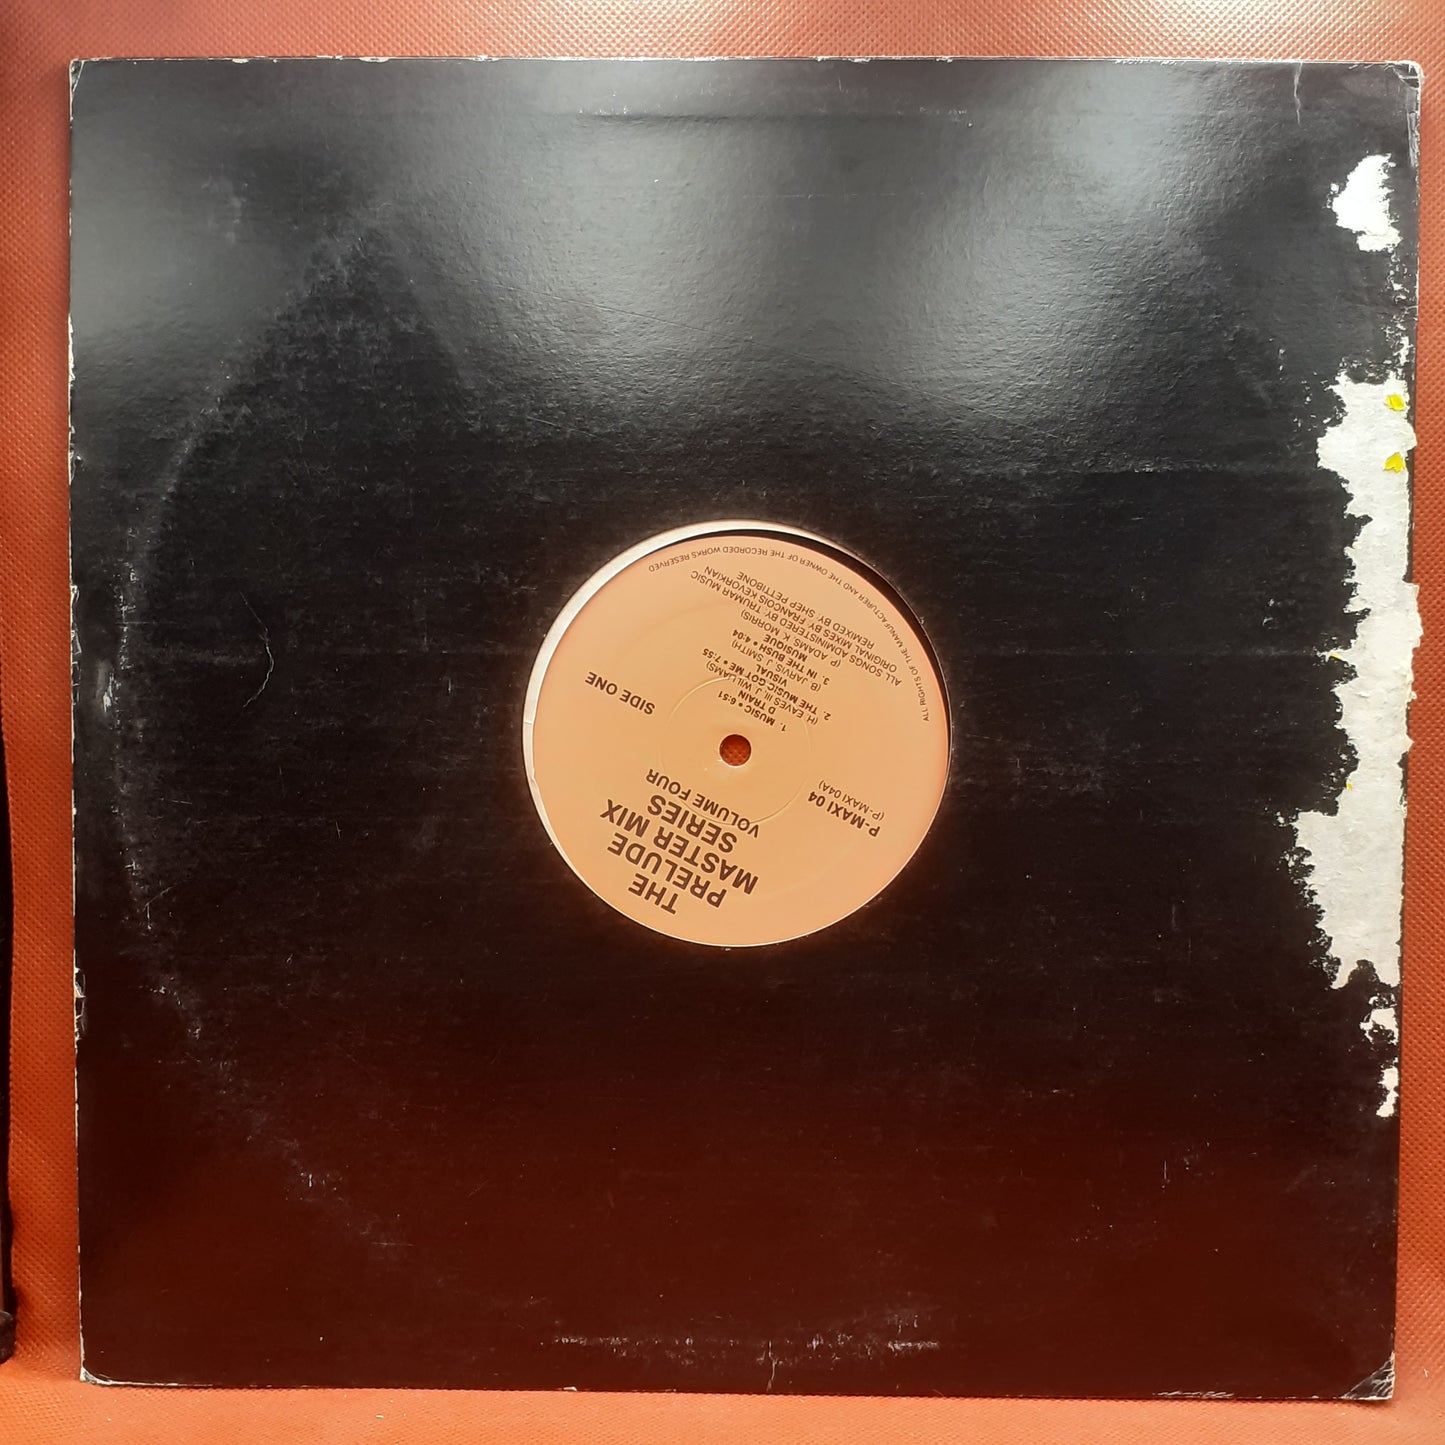 THE
PRELUDE
MASTER MIX
SERIES
VOLUME FOUR
P-MAXI 04
(P-MAXI 04A)
SIDE ONE
1. MUSIC • 6:51
D TRAIN
(H. EAVES III, J. WILLIAMS)
2. THE MUSIC GOT ME • 7:55
VISUAL
(B. JARVIS J. SMITH)
3. IN THE BUSH • 4:04
MUSIQUE
(P. ADAMS, K. MORRIS)
ALL SONGS ADMINISTERED BY: TRUMAR MUSIC
ORIGINAL MIXES BY: FRANCOIS KEVORKIAN
REMIXED BY: SHEP PETTIBONE
ALL RIGHTS OF THE MANUFACTURER AND THE OWNER OF THE RECORDED WORKS RESERVED